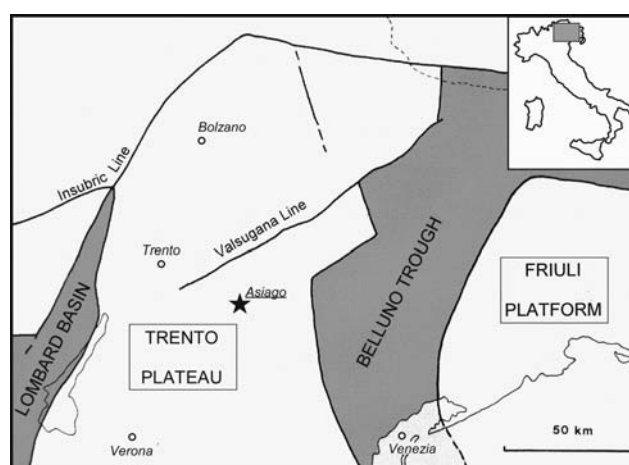 Bolzano
Insubric Line
Valsugana Line
Trento
Asiago
LOMBARD BASIN
TRENTO
PLATEAU
BELLUNO TROUGH
FRIULI
PLATFORM
Verona
Venezia
50 km